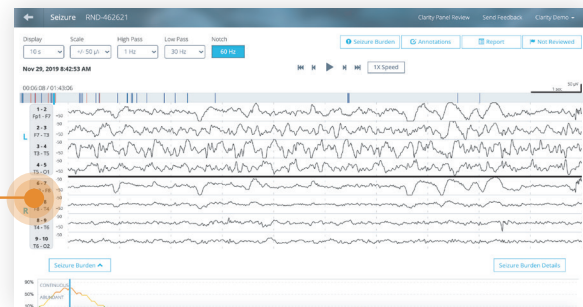 Seizure RND-462621 Clarity Panel Review Send Feedback Clarity Demo
Display Scale High Pass Low Pass Notch
10 s +/- 50 µV 1 Hz 30 Hz 60 Hz Seizure Burden Annotations Report Not Reviewed
Nov 29, 2019 8:42:53 AM 1X Speed
00:06:08 / 01:43:06
1 sec
1 - 2
Fp1 - F7
2 - 3
F7 - T3
L
3 - 4
T3 - T5
4 - 5
T5 - O1
R
8 - 9
T4 - T6
9 - 10
T6 - O2
Seizure Burden Seizure Burden Details
90% CONTINUOUS
ABUNDANT